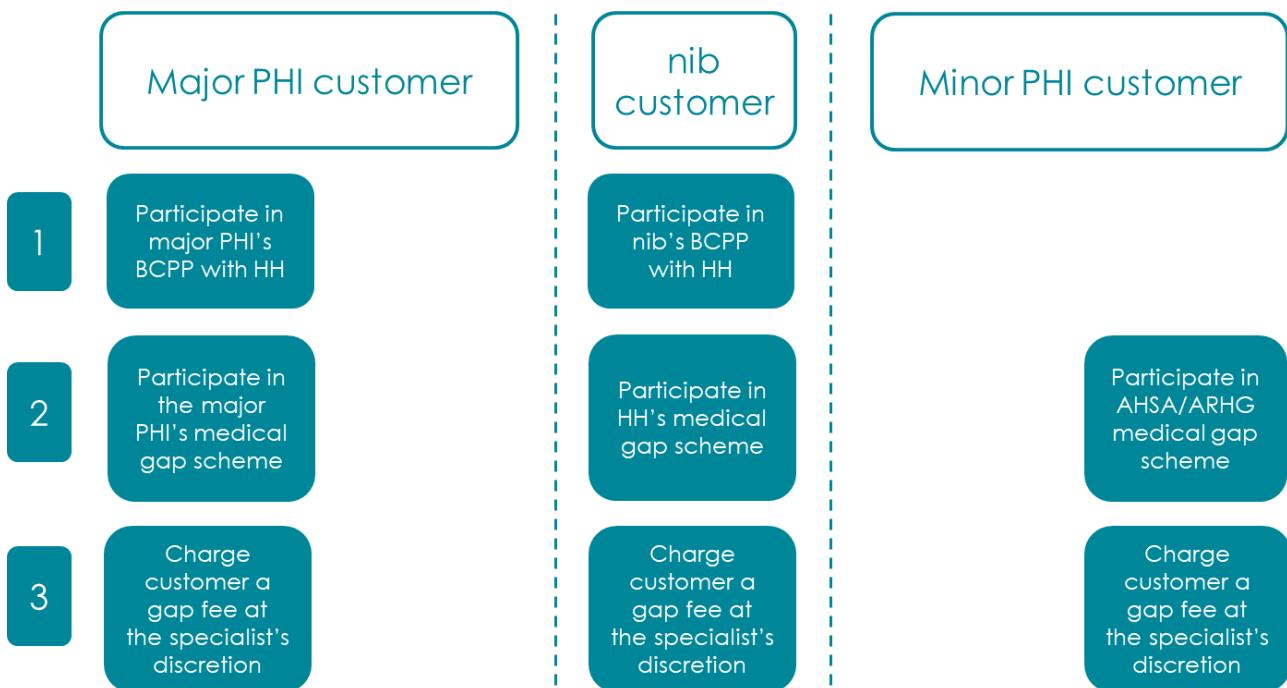 Major PHI customer
nib
customer
Minor PHI customer
1
Participate in
major PHI's
BCPP with HH
Participate in
nib's BCPP
with HH
2
Participate in
the major
PHI's medical
gap scheme
Participate in
HH's medical
gap scheme
Participate in
AHSA/ARHG
medical gap
scheme
3
Charge
customer a
gap fee at
the specialist's
discretion
Charge
customer a
gap fee at
the specialist's
discretion
Charge
customer a
gap fee at
the specialist's
discretion